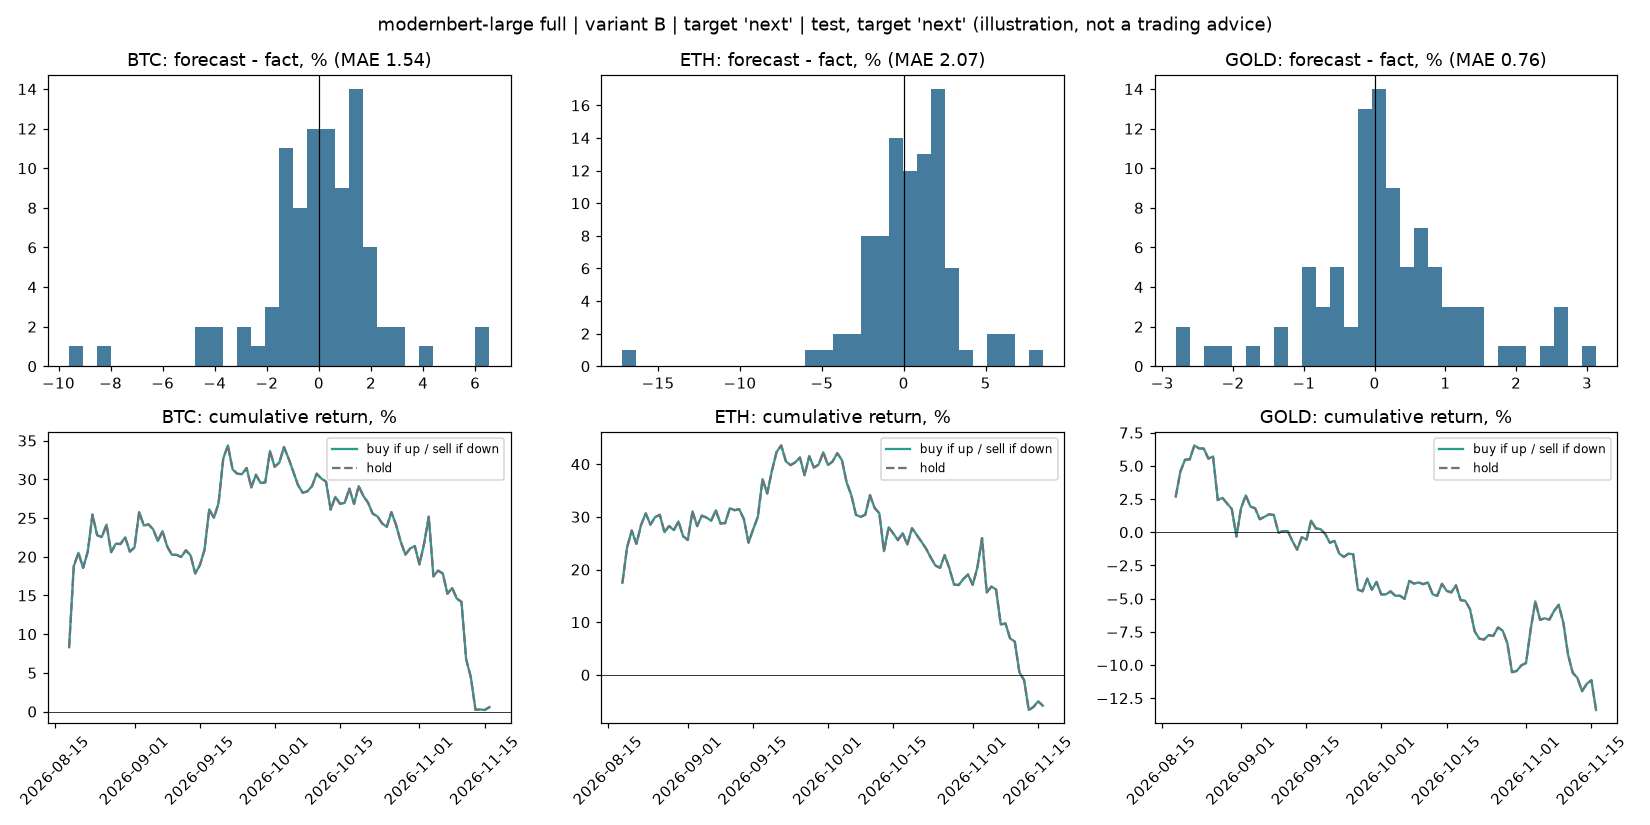 modernbert-large full | variant B | target 'next' | test, target 'next' (illustration, not a trading advice)
BTC: forecast - fact, % (MAE 1.54)
14
12
10
8
6
4
2
0
−10 −8 −6 −4 −2 0 2 4 6
ETH: forecast - fact, % (MAE 2.07)
16
14
12
10
8
6
4
2
0
−15 −10 −5 0 5
GOLD: forecast - fact, % (MAE 0.76)
14
12
10
8
6
4
2
0
−3 −2 −1 0 1 2 3
BTC: cumulative return, %
buy if up / sell if down
hold
35
30
25
20
15
10
5
0
2026-08-15 2026-09-01 2026-09-15 2026-10-01 2026-10-15 2026-11-01 2026-11-15
ETH: cumulative return, %
buy if up / sell if down
hold
40
30
20
10
0
2026-08-15 2026-09-01 2026-09-15 2026-10-01 2026-10-15 2026-11-01 2026-11-15
GOLD: cumulative return, %
buy if up / sell if down
hold
7.5
5.0
2.5
0.0
−2.5
−5.0
−7.5
−10.0
−12.5
2026-08-15 2026-09-01 2026-09-15 2026-10-01 2026-10-15 2026-11-01 2026-11-15